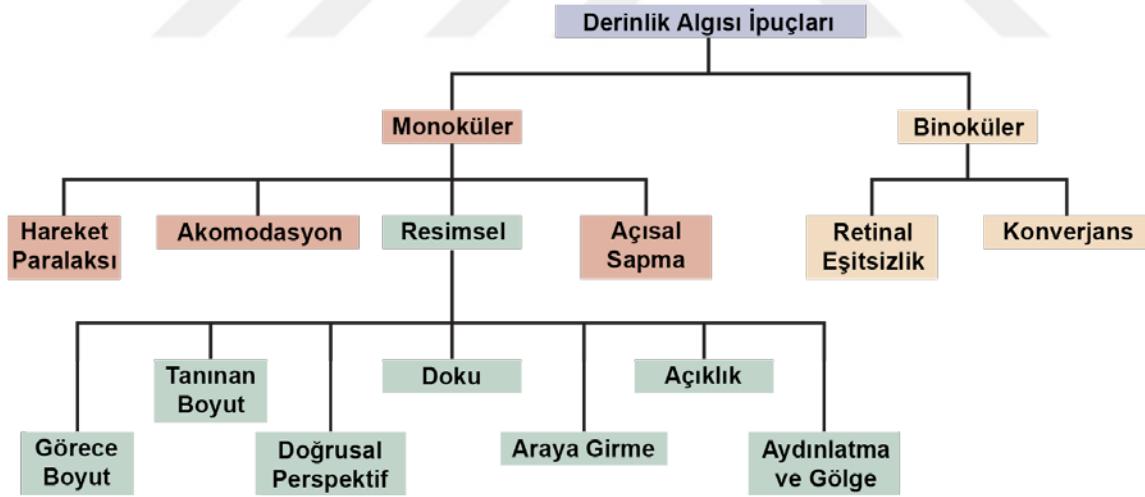 Derinlik Algısı İpuçları
Monoküler
Binoküler
Hareket
Paralaksı
Akomodasyon
Resimsel
Açısal
Sapma
Retinal
Eşitsizlik
Konverjans
Tanınan
Boyut
Doku
Açıklık
Görece
Boyut
Doğrusal
Perspektif
Araya Girme
Aydınlatma
ve Gölge